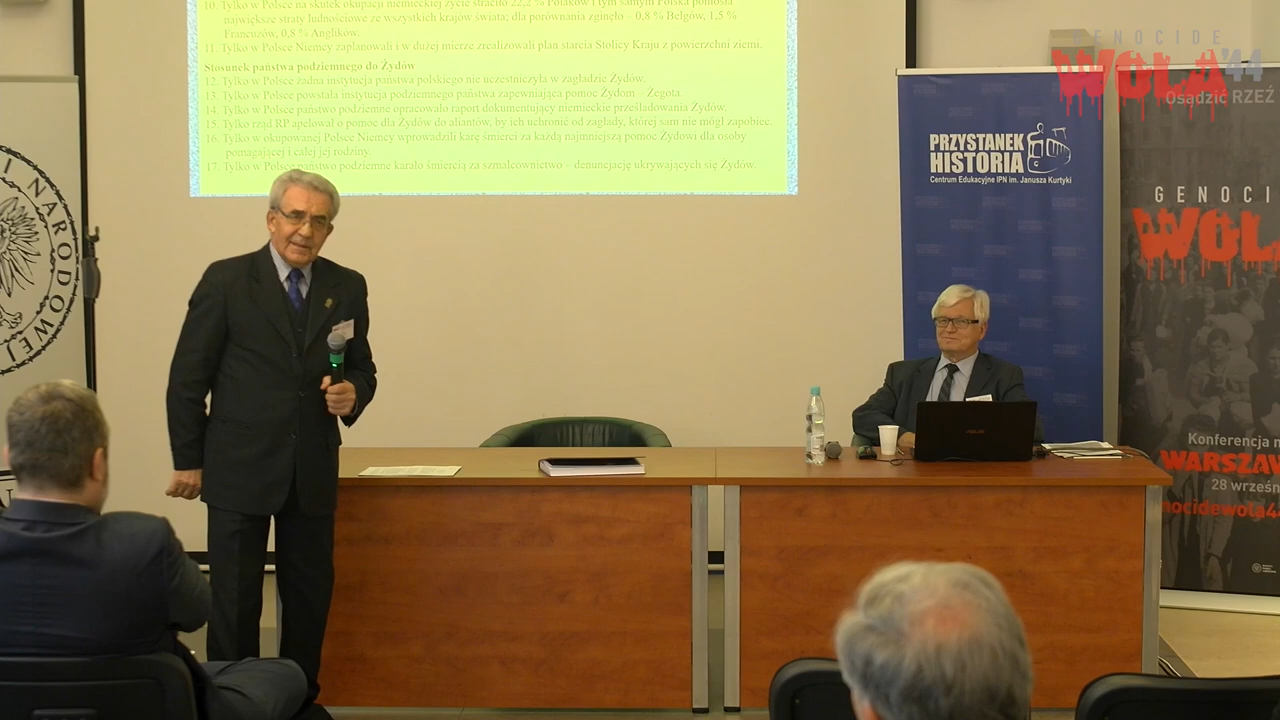 10. Tylko w Polsce na skutek okupacji niemieckiej życie straciło 22,2 % Polaków i tym samym Polska poniosła
największe straty ludnościowe ze wszystkich krajów świata; dla porównania zginęło – 0,8 % Belgów, 1,5 %
Francuzów, 0,8 % Anglików.
11. Tylko w Polsce Niemcy zaplanowali i w dużej mierze zrealizowali plan starcia Stolicy Kraju z powierzchni ziemi.
Stosunek państwa podziemnego do Żydów
12. Tylko w Polsce żadna instytucja państwa polskiego nie uczestniczyła w zagładzie Żydów.
13. Tylko w Polsce powstała instytucja podziemnego państwa zapewniająca pomoc Żydom – Żegota.
14. Tylko w Polsce państwo podziemne opracowało raport dokumentujący niemieckie prześladowania Żydów.
15. Tylko rząd RP apelował o pomoc dla Żydów do aliantów, by ich uchronić od zagłady, której sam nie mógł zapobiec.
16. Tylko w okupowanej Polsce Niemcy wprowadzili karę śmierci za każdą najmniejszą pomoc Żydowi dla osoby
pomagającej i całej jej rodziny.
17. Tylko w Polsce państwo podziemne karało śmiercią za szmalcownictwo – denuncjację ukrywających się Żydów.
GENOCIDE
WOLA'44
Osądzić RZEŹ
I NARODOWEJ
PRZYSTANEK
HISTORIA
Centrum Edukacyjne IPN im. Janusza Kurtyki
GENOCI
WOLA
Konferencja
WARSZAW
28 wrześn
nocidewola44
ASUS